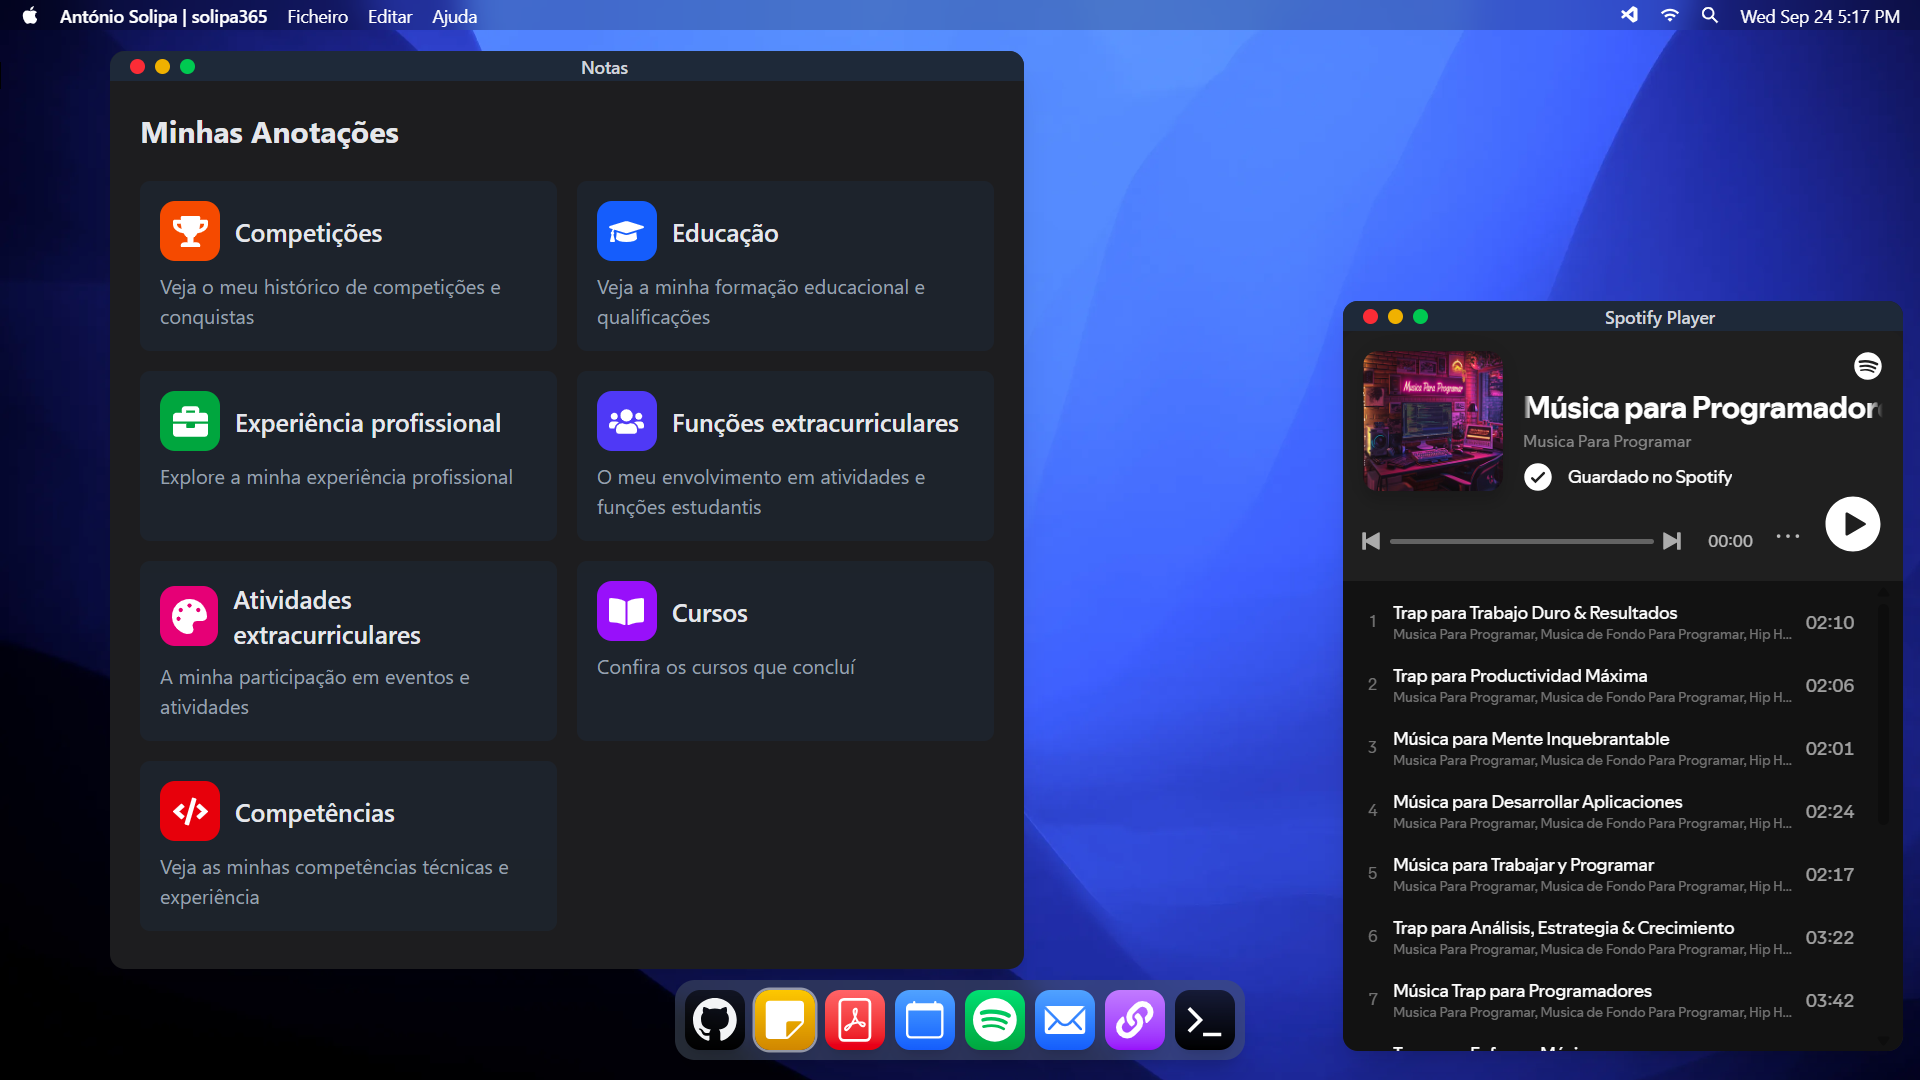 António Solipa | solipa365 Ficheiro Editar Ajuda
Wed Sep 24 5:17 PM
Notas
Minhas Anotações
Competições
Veja o meu histórico de competições e
conquistas
Educação
Veja a minha formação educacional e
qualificações
Experiência profissional
Explore a minha experiência profissional
Funções extracurriculares
O meu envolvimento em atividades e
funções estudantis
Atividades
extracurriculares
A minha participação em eventos e
atividades
Cursos
Confira os cursos que concluí
Competências
Veja as minhas competências técnicas e
experiência
Spotify Player
Musica Para Programar
Música para Programador
Musica Para Programar
Guardado no Spotify
00:00
1 Trap para Trabajo Duro & Resultados 02:10
Musica Para Programar, Musica de Fondo Para Programar, Hip H...
2 Trap para Productividad Máxima 02:06
Musica Para Programar, Musica de Fondo Para Programar, Hip H...
3 Música para Mente Inquebrantable 02:01
Musica Para Programar, Musica de Fondo Para Programar, Hip H...
4 Música para Desarrollar Aplicaciones 02:24
Musica Para Programar, Musica de Fondo Para Programar, Hip H...
5 Música para Trabajar y Programar 02:17
Musica Para Programar, Musica de Fondo Para Programar, Hip H...
6 Trap para Análisis, Estrategia & Crecimiento 03:22
Musica Para Programar, Musica de Fondo Para Programar, Hip H...
7 Música Trap para Programadores 03:42
Musica Para Programar, Musica de Fondo Para Programar, Hip H...